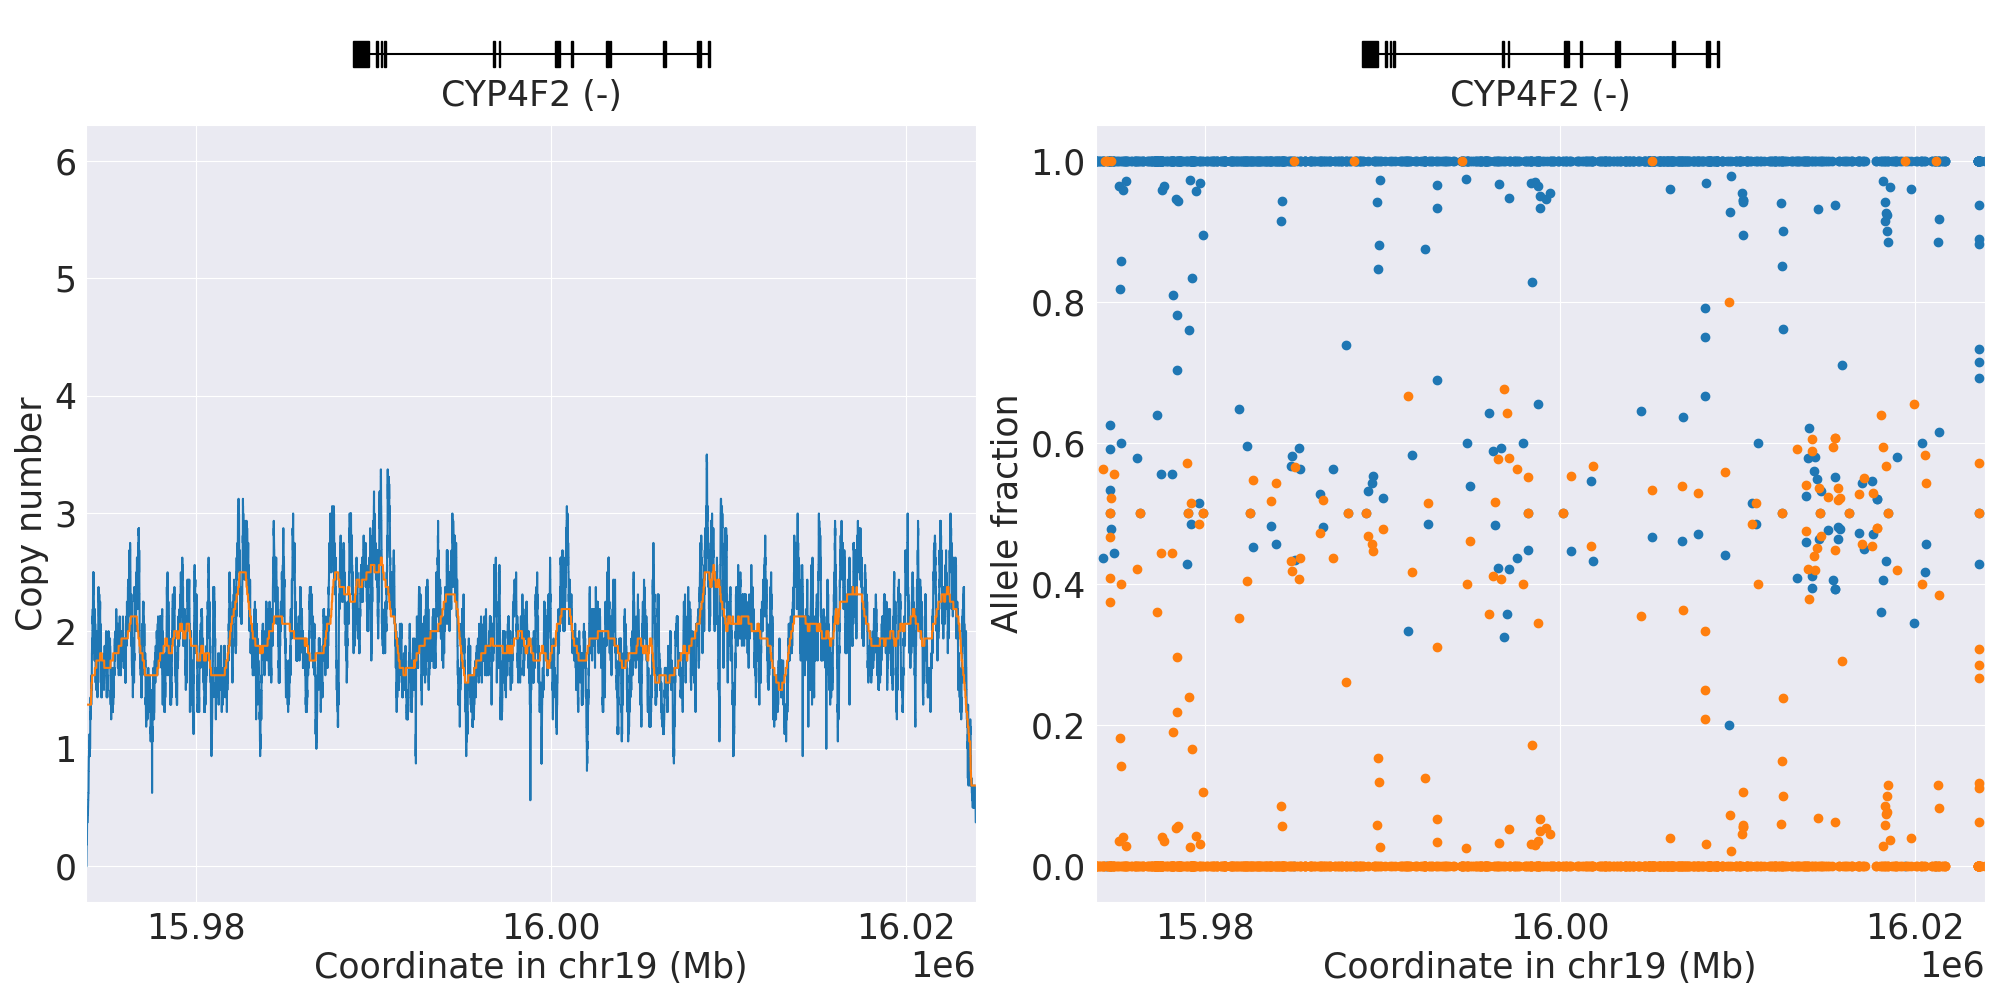 CYP4F2 (-)
6
5
4
3
2
1
0
Copy number
15.98
16.00
16.02
Coordinate in chr19 (Mb)
1e6
CYP4F2 (-)
1.0
0.8
0.6
0.4
0.2
0.0
Allele fraction
15.98
16.00
16.02
Coordinate in chr19 (Mb)
1e6